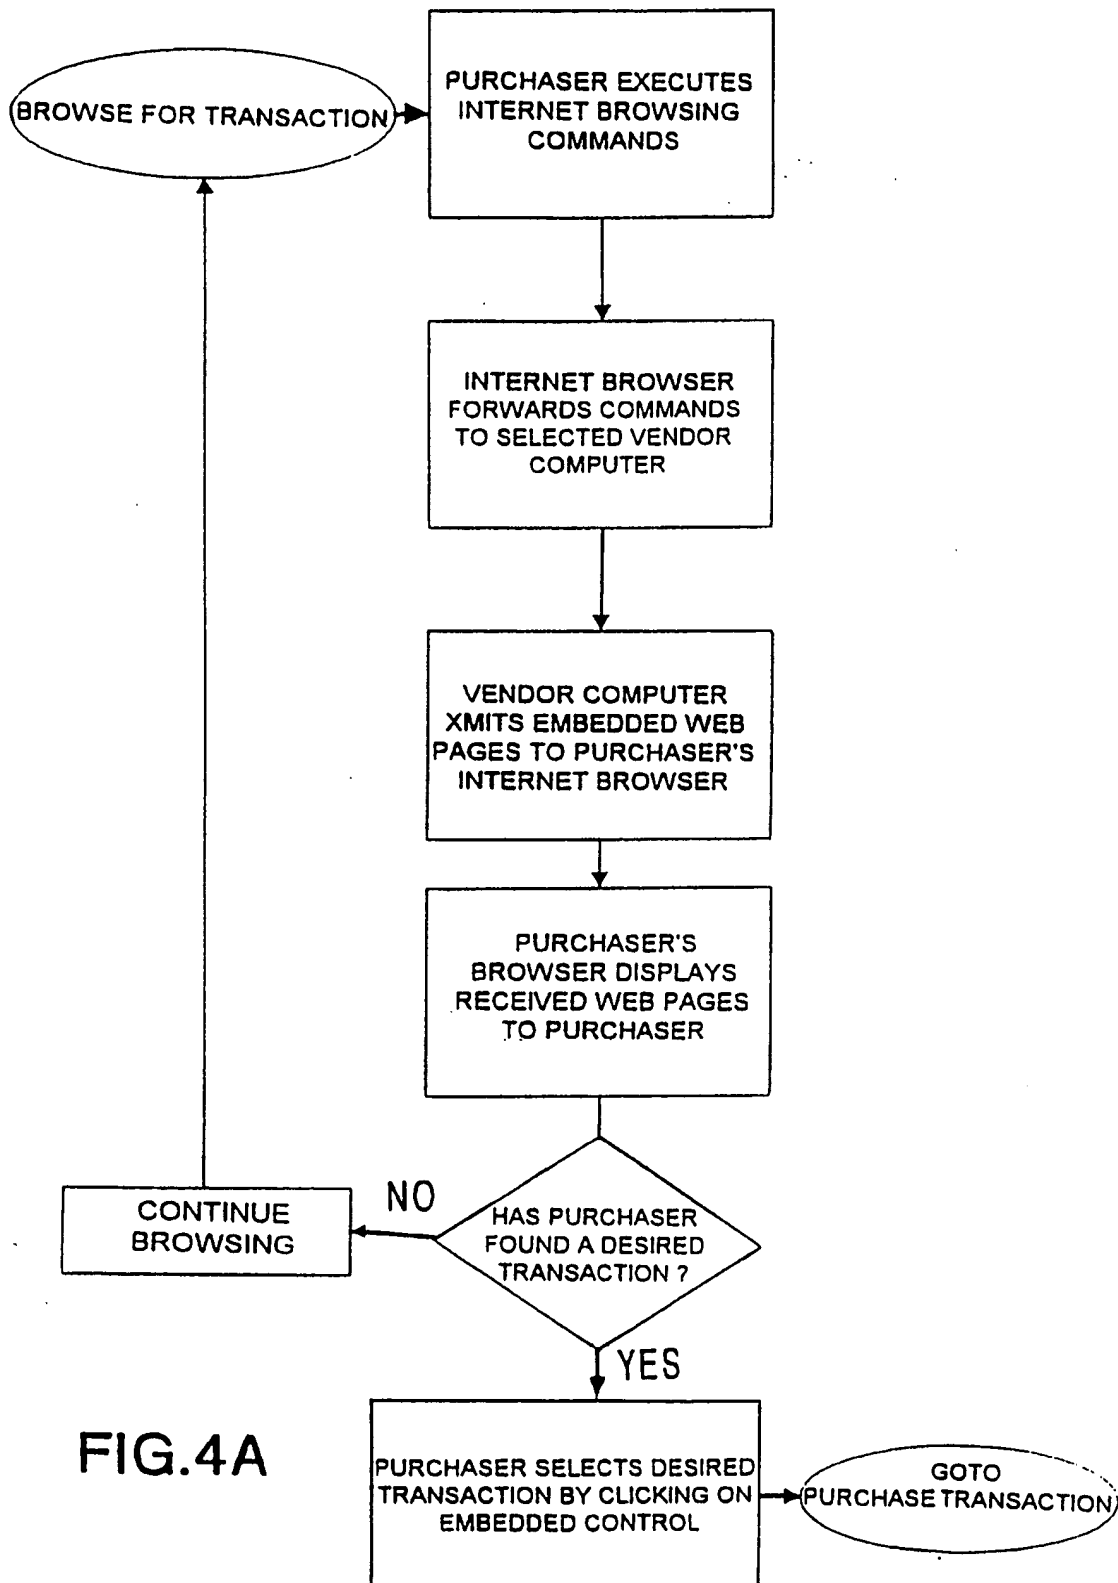 BROWSE FOR TRANSACTION
PURCHASER EXECUTES
INTERNET BROWSING
COMMANDS
INTERNET BROWSER
FORWARDS COMMANDS
TO SELECTED VENDOR
COMPUTER
VENDOR COMPUTER
XMITS EMBEDDED WEB
PAGES TO PURCHASER'S
INTERNET BROWSER
PURCHASER'S
BROWSER DISPLAYS
RECEIVED WEB PAGES
TO PURCHASER
HAS PURCHASER
FOUND A DESIRED
TRANSACTION ?
NO
CONTINUE
BROWSING
YES
PURCHASER SELECTS DESIRED
TRANSACTION BY CLICKING ON
EMBEDDED CONTROL
GOTO
PURCHASE TRANSACTION
FIG.4A